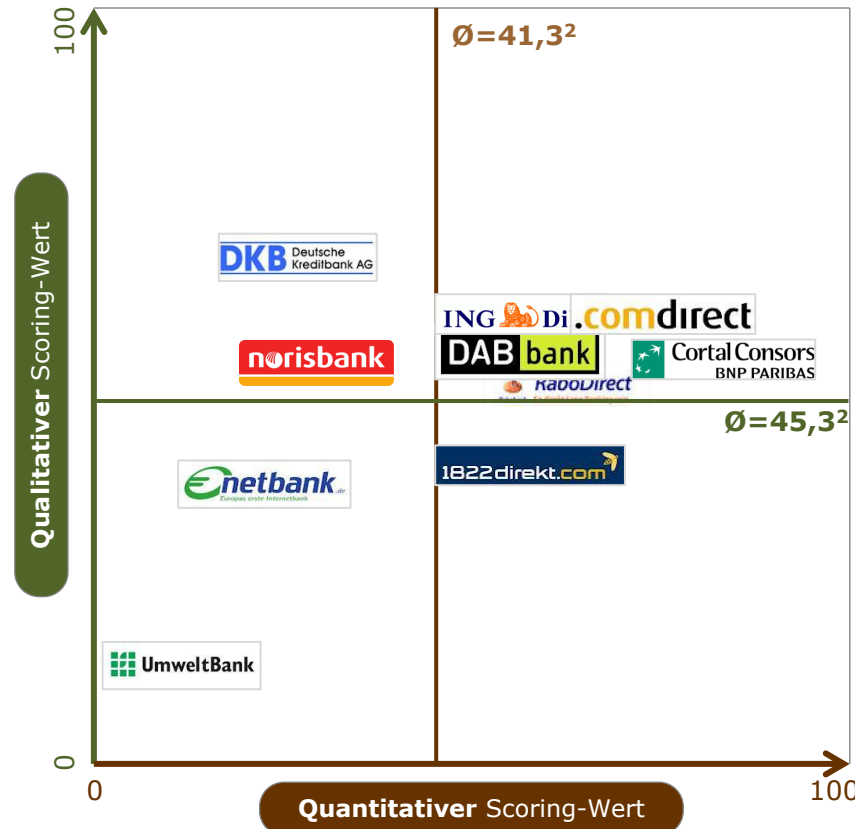 100
Ø=41,3²
Qualitativer Scoring-Wert
DKB Deutsche
Kreditbank AG
ING Di
.comdirect
norisbank
DAB bank
Cortal Consors
BNP PARIBAS
RaboDirect
Ø=45,3²
netbank.de
Europas erste Internetbank
1822direkt.com
UmweltBank
0
0
100
Quantitativer Scoring-Wert